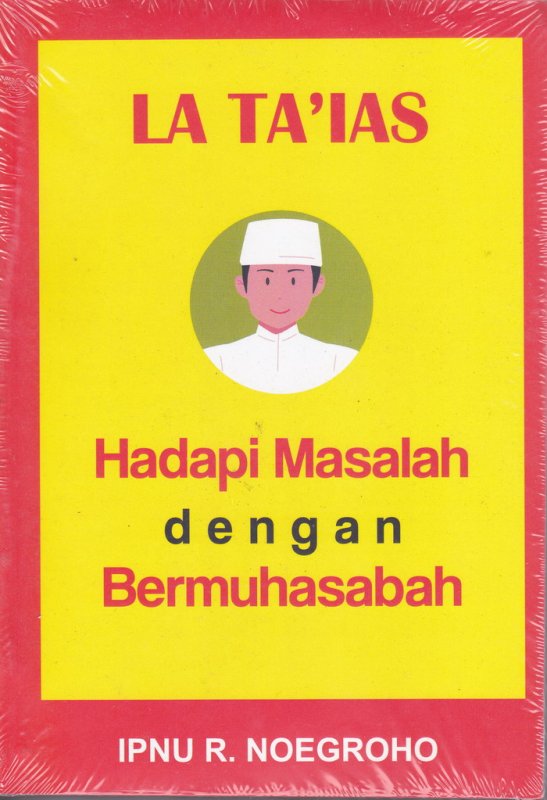 LA TA'IAS
Hadapi Masalah
dengan
Bermuhasabah
IPNU R. NOEGROHO